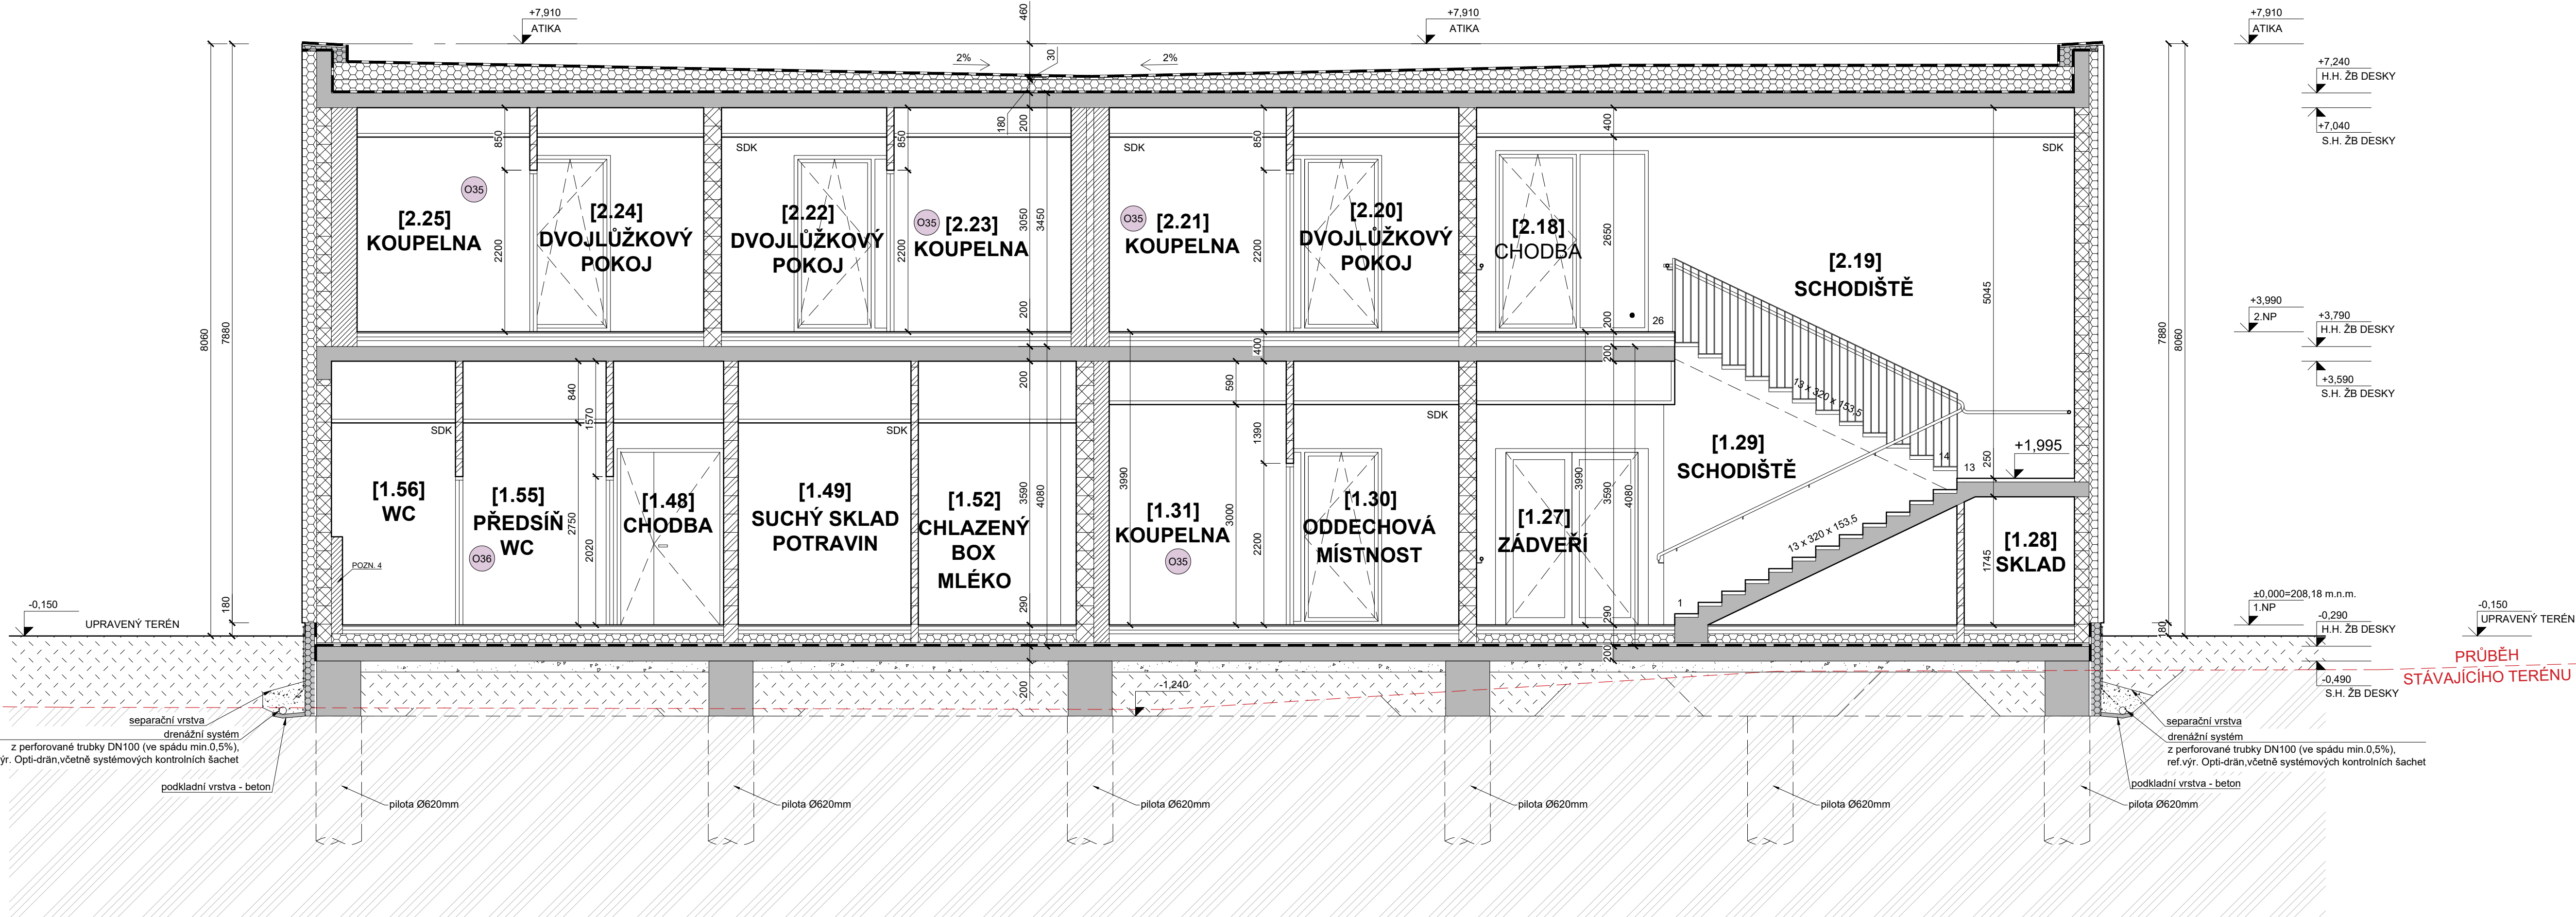 +7,910
ATIKA
460
+7,910
ATIKA
+7,910
ATIKA
2%
30
2%
+7,240
H.H. ŽB DESKY
+7,040
S.H. ŽB DESKY
8060
7880
180
850
850
180
200
850
400
SDK
SDK
SDK
O35
[2.25]
KOUPELNA
2200
[2.24]
DVOJLŮŽKOVÝ
POKOJ
[2.22]
DVOJLŮŽKOVÝ
POKOJ
2200
O35
[2.23]
KOUPELNA
3050
3450
200
O35
[2.21]
KOUPELNA
2200
[2.20]
DVOJLŮŽKOVÝ
POKOJ
[2.18]
CHODBA
2650
200
26
[2.19]
SCHODIŠTĚ
5045
7880
8060
+3,990
2.NP
+3,790
H.H. ŽB DESKY
+3,590
S.H. ŽB DESKY
400
200
200
840
1570
590
1390
SDK
SDK
SDK
13 x 320 x 153,5
14
13
+1,995
250
[1.56]
WC
[1.55]
PŘEDSÍŇ
WC
O36
2750
2020
[1.48]
CHODBA
[1.49]
SUCHÝ SKLAD
POTRAVIN
[1.52]
CHLAZENÝ
BOX
MLÉKO
3590
4080
290
3990
[1.31]
KOUPELNA
O35
3000
2200
[1.30]
ODDECHOVÁ
MÍSTNOST
[1.27]
ZÁDVEŘÍ
3990
3590
4080
290
[1.29]
SCHODIŠTĚ
13 x 320 x 153,5
1
1745
[1.28]
SKLAD
POZN. 4
-0,150
UPRAVENÝ TERÉN
180
180
±0,000=208,18 m.n.m.
1.NP
-0,290
H.H. ŽB DESKY
-0,490
S.H. ŽB DESKY
-0,150
UPRAVENÝ TERÉN
PRŮBĚH
STÁVAJÍCÍHO TERÉNU
200
200
-1,240
separační vrstva
drenážní systém
z perforované trubky DN100 (ve spádu min.0,5%),
výr. Opti-drän,včetně systémových kontrolních šachet
podkladní vrstva - beton
separační vrstva
drenážní systém
z perforované trubky DN100 (ve spádu min.0,5%),
ref.výr. Opti-drän,včetně systémových kontrolních šachet
podkladní vrstva - beton
pilota Ø620mm
pilota Ø620mm
pilota Ø620mm
pilota Ø620mm
pilota Ø620mm
pilota Ø620mm